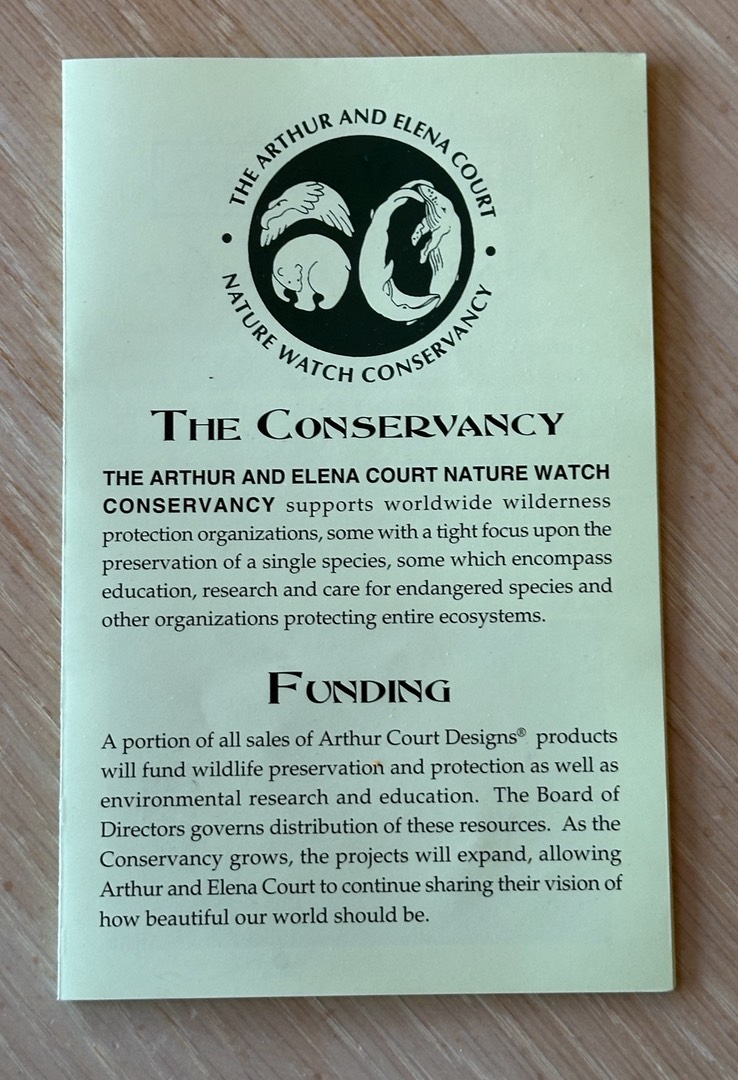 THE ARTHUR AND ELENA COURT
NATURE WATCH CONSERVANCY
THE CONSERVANCY
THE ARTHUR AND ELENA COURT NATURE WATCH
CONSERVANCY supports worldwide wilderness
protection organizations, some with a tight focus upon the
preservation of a single species, some which encompass
education, research and care for endangered species and
other organizations protecting entire ecosystems.
FUNDING
A portion of all sales of Arthur Court Designs® products
will fund wildlife preservation and protection as well as
environmental research and education. The Board of
Directors governs distribution of these resources. As the
Conservancy grows, the projects will expand, allowing
Arthur and Elena Court to continue sharing their vision of
how beautiful our world should be.